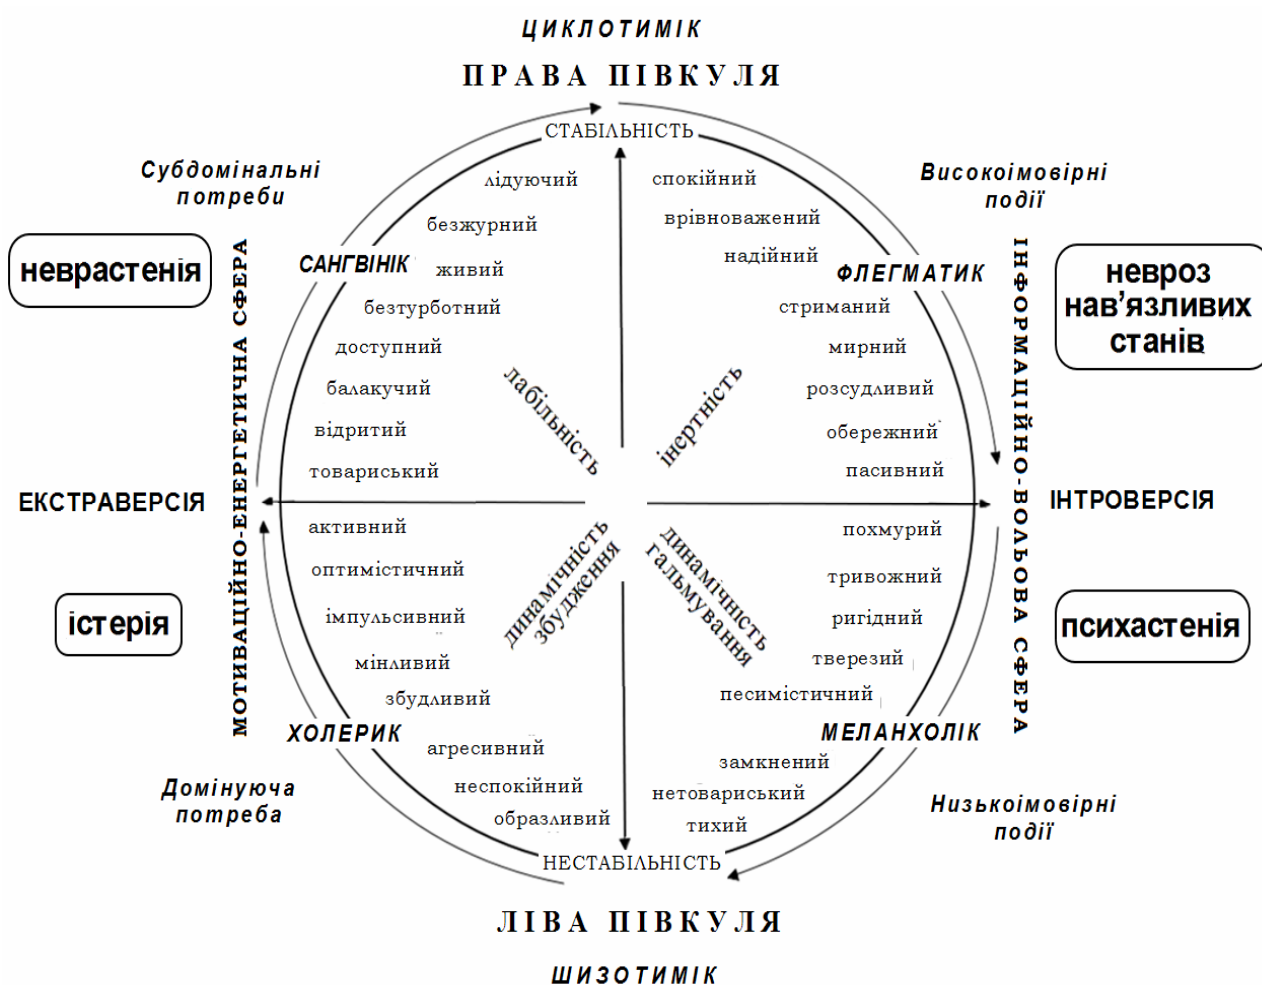 ЦИКЛОТИМІК
ПРАВА ПІВКУЛЯ
СТАБІЛЬНІСТЬ
Субдомінальні
потреби
Високоімовірні
події
неврастенія
невроз
нав’язливих
станів
МОТИВАЦІЙНО-ЕНЕРГЕТИЧНА СФЕРА
ІНФОРМАЦІЙНО-ВОЛЬОВА СФЕРА
САНГВІНІК
ФЛЕГМАТИК
лідуючий
безжурний
живий
безтурботний
доступний
балакучий
відритий
товариський
спокійний
врівноважений
надійний
стриманий
мирний
розсудливий
обережний
пасивний
лабільність
інертність
ЕКСТРАВЕРСІЯ
ІНТРОВЕРСІЯ
динамічність
збудження
динамічність
гальмування
активний
оптимістичний
імпульсивний
мінливий
збудливий
агресивний
неспокійний
образливий
похмурий
тривожний
ригідний
тверезий
песимістичний
замкнений
нетовариський
тихий
істерія
психастенія
ХОЛЕРИК
МЕЛАНХОЛІК
Домінуюча
потреба
Низькоімовірні
події
НЕСТАБІЛЬНІСТЬ
ЛІВА ПІВКУЛЯ
ШИЗОТИМІК